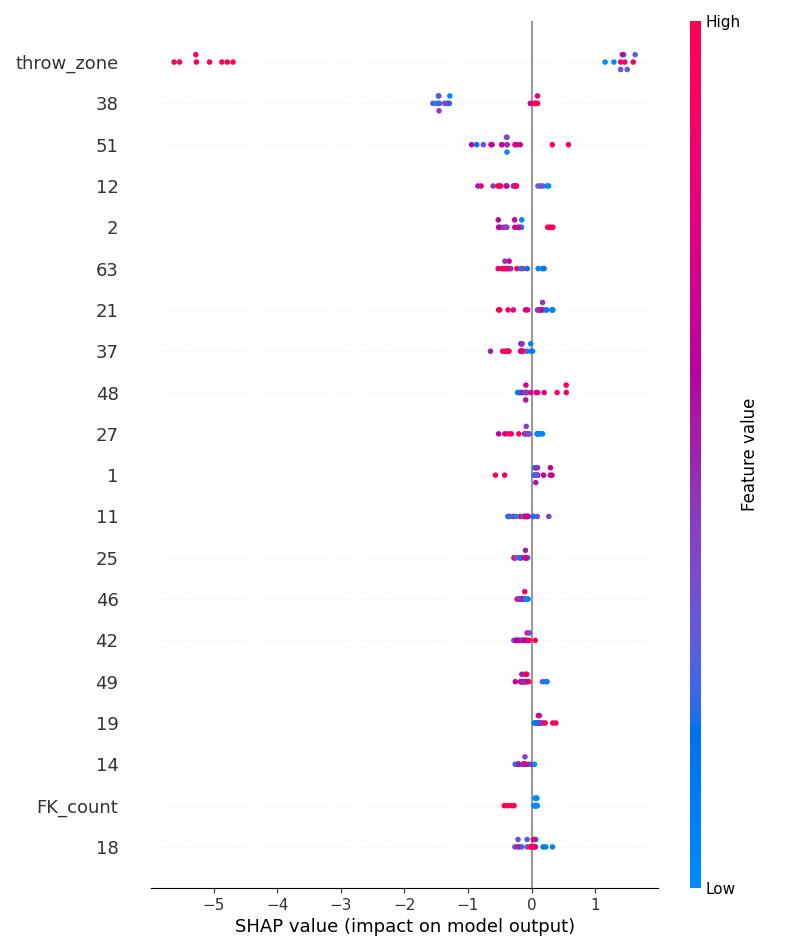 High
throw_zone
38
51
12
2
63
21
37
48
27
1
11
25
46
42
49
19
14
FK_count
18
Feature value
Low
−5 −4 −3 −2 −1 0 1
SHAP value (impact on model output)